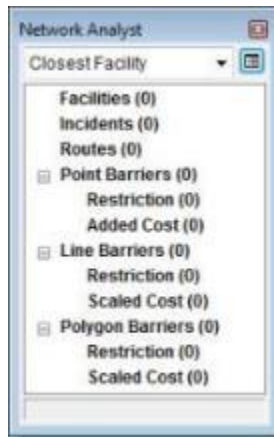 Network Analyst
Closest Facility
Facilities (0)
Incidents (0)
Routes (0)
Point Barriers (0)
Restriction (0)
Added Cost (0)
Line Barriers (0)
Restriction (0)
Scaled Cost (0)
Polygon Barriers (0)
Restriction (0)
Scaled Cost (0)